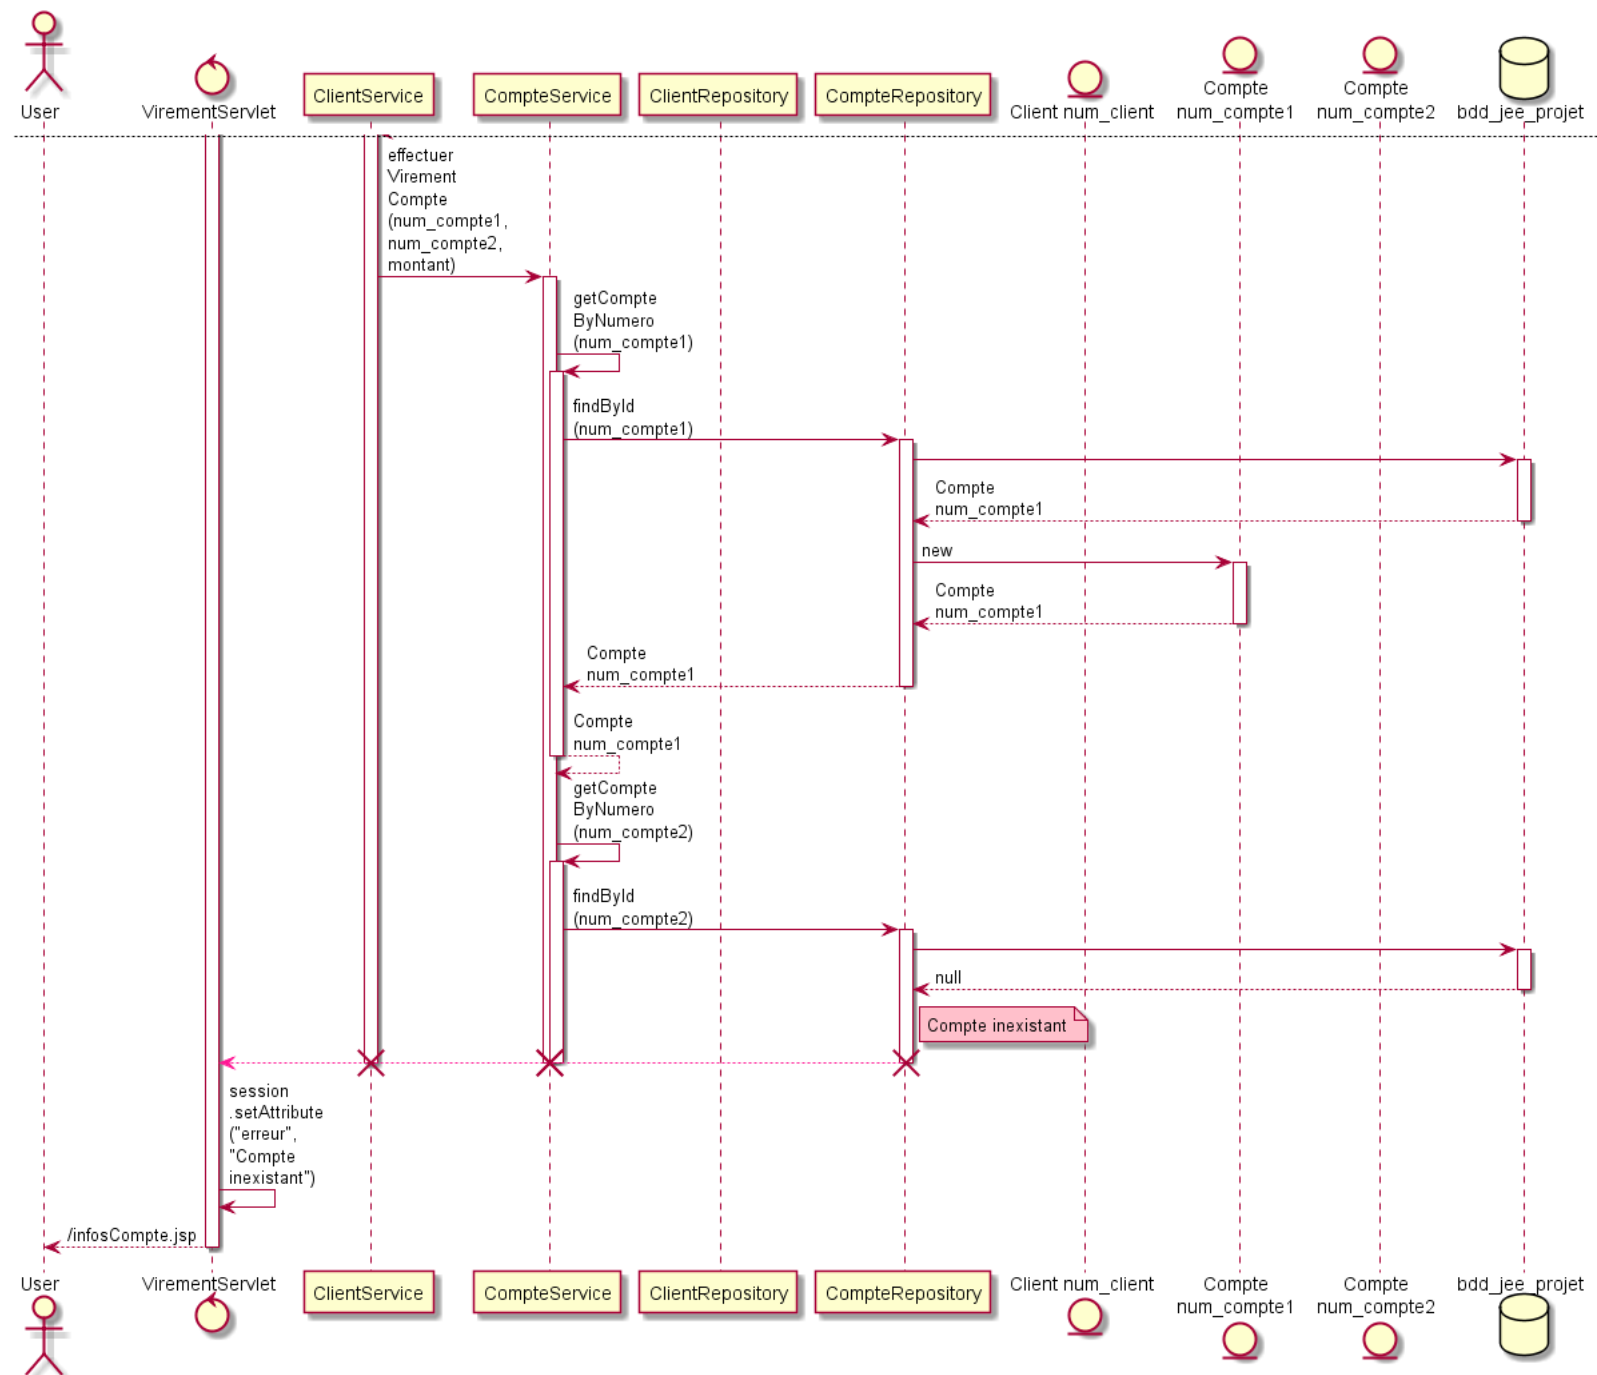 User
VirementServlet
ClientService
CompteService
ClientRepository
CompteRepository
Client num_client
Compte
num_compte1
Compte
num_compte2
bdd_jee_projet
effectuer
Virement
Compte
(num_compte1,
num_compte2,
montant)
getCompte
ByNumero
(num_compte1)
findById
(num_compte1)
Compte
num_compte1
new
Compte
num_compte1
Compte
num_compte1
Compte
num_compte1
getCompte
ByNumero
(num_compte2)
findById
(num_compte2)
null
Compte inexistant
session
.setAttribute
("erreur",
"Compte
inexistant")
/infosCompte.jsp
User
VirementServlet
ClientService
CompteService
ClientRepository
CompteRepository
Client num_client
Compte
num_compte1
Compte
num_compte2
bdd_jee_projet